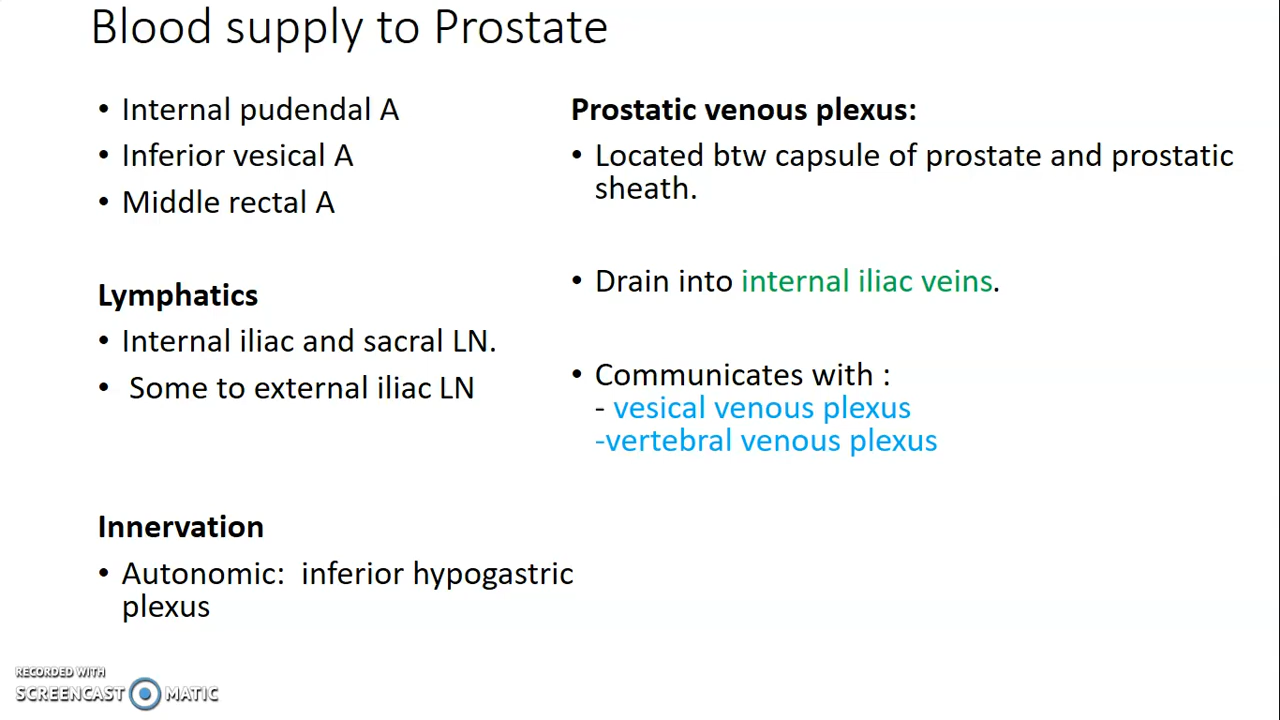 Blood supply to Prostate
• Internal pudendal A
• Inferior vesical A
• Middle rectal A
Lymphatics
• Internal iliac and sacral LN.
• Some to external iliac LN
Innervation
• Autonomic: inferior hypogastric
plexus
Prostatic venous plexus:
• Located btw capsule of prostate and prostatic
sheath.
• Drain into internal iliac veins.
• Communicates with :
- vesical venous plexus
-vertebral venous plexus
RECORDED WITH
SCREENCAST MATIC